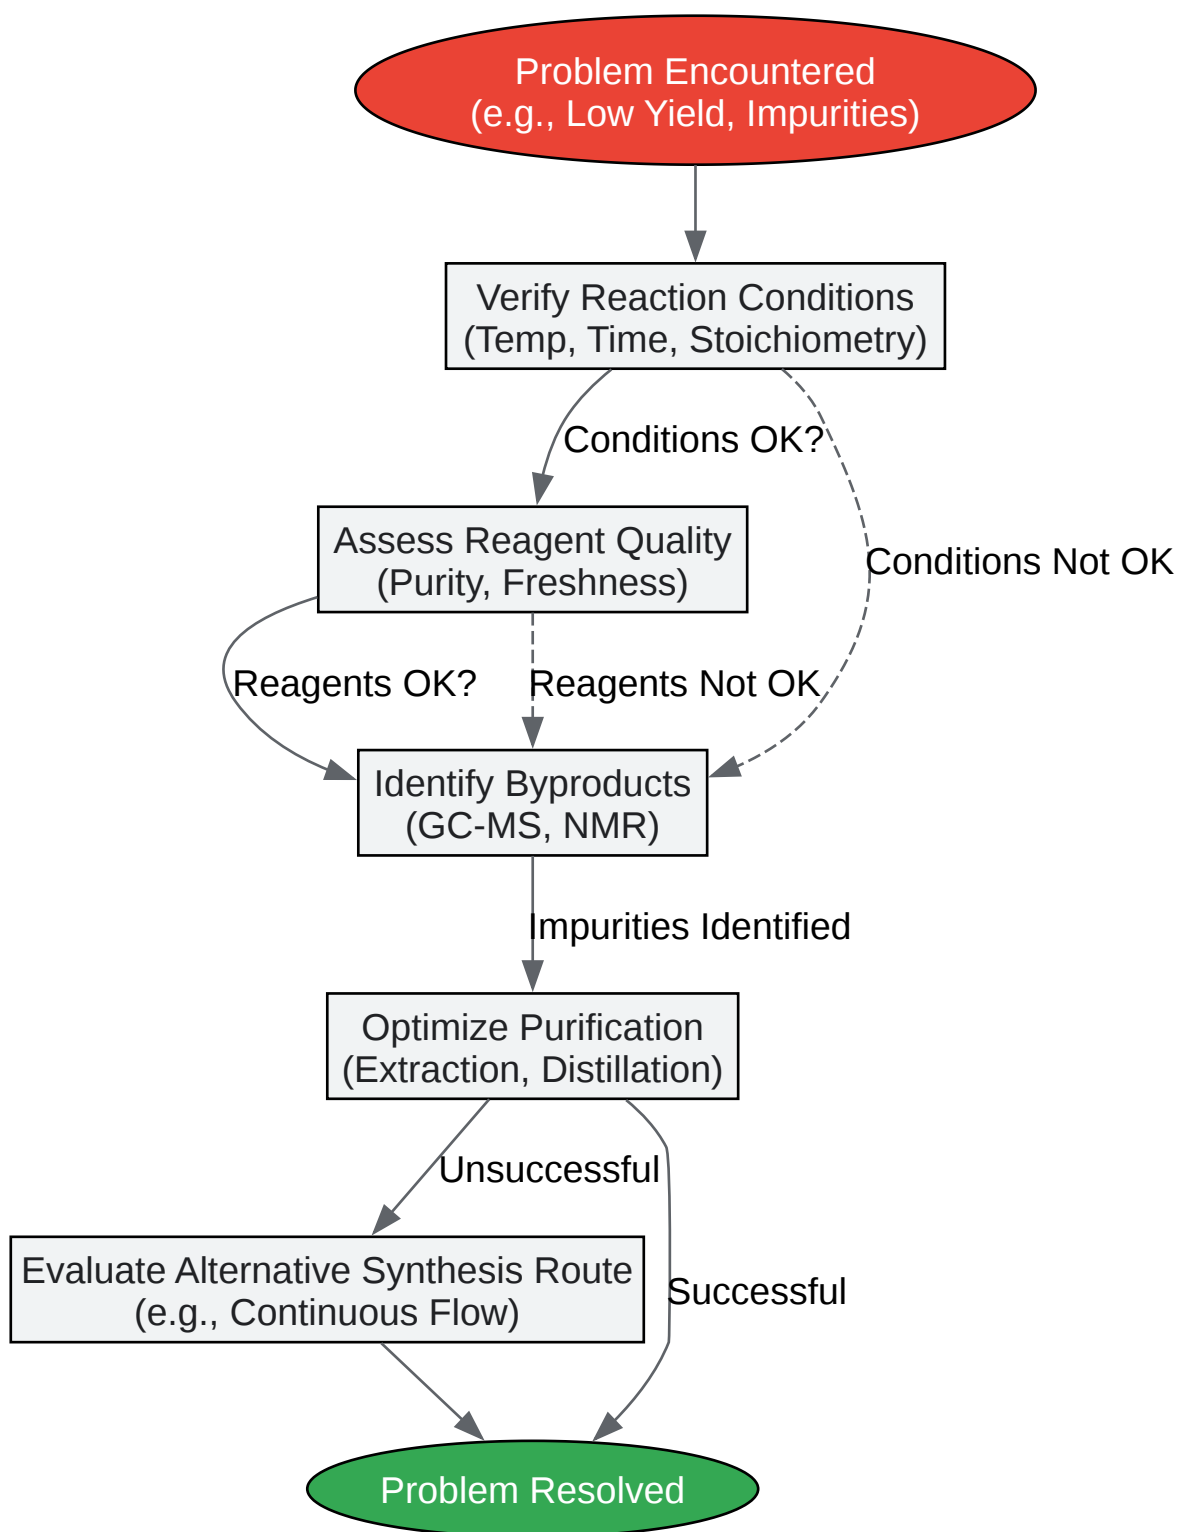 Problem Encountered
(e.g., Low Yield, Impurities)
Verify Reaction Conditions
(Temp, Time, Stoichiometry)
Conditions OK?
Assess Reagent Quality
(Purity, Freshness)
Conditions Not OK
Reagents OK?
Reagents Not OK
Identify Byproducts
(GC-MS, NMR)
Impurities Identified
Optimize Purification
(Extraction, Distillation)
Unsuccessful
Evaluate Alternative Synthesis Route
(e.g., Continuous Flow)
Successful
Problem Resolved